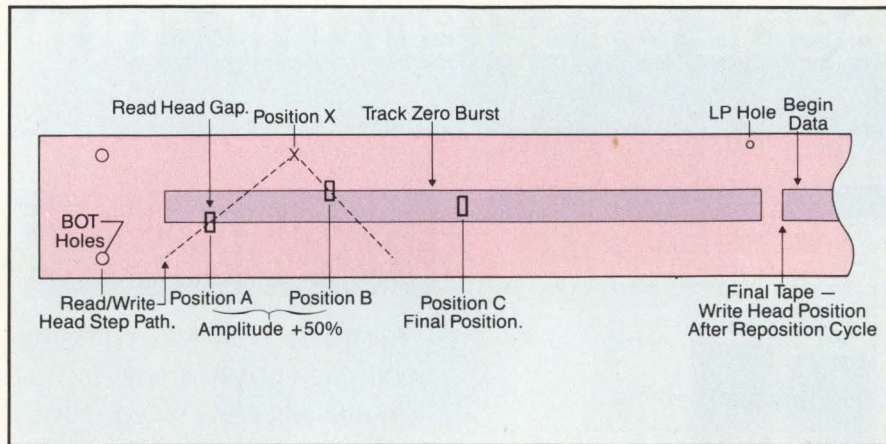 Read Head Gap.
Position X
Track Zero Burst
LP Hole
Begin
Data
X
BOT
Holes
Read/Write
Head Step Path.
Position A
Position B
Amplitude +50%
Position C
Final Position.
Final Tape —
Write Head Position
After Reposition Cycle